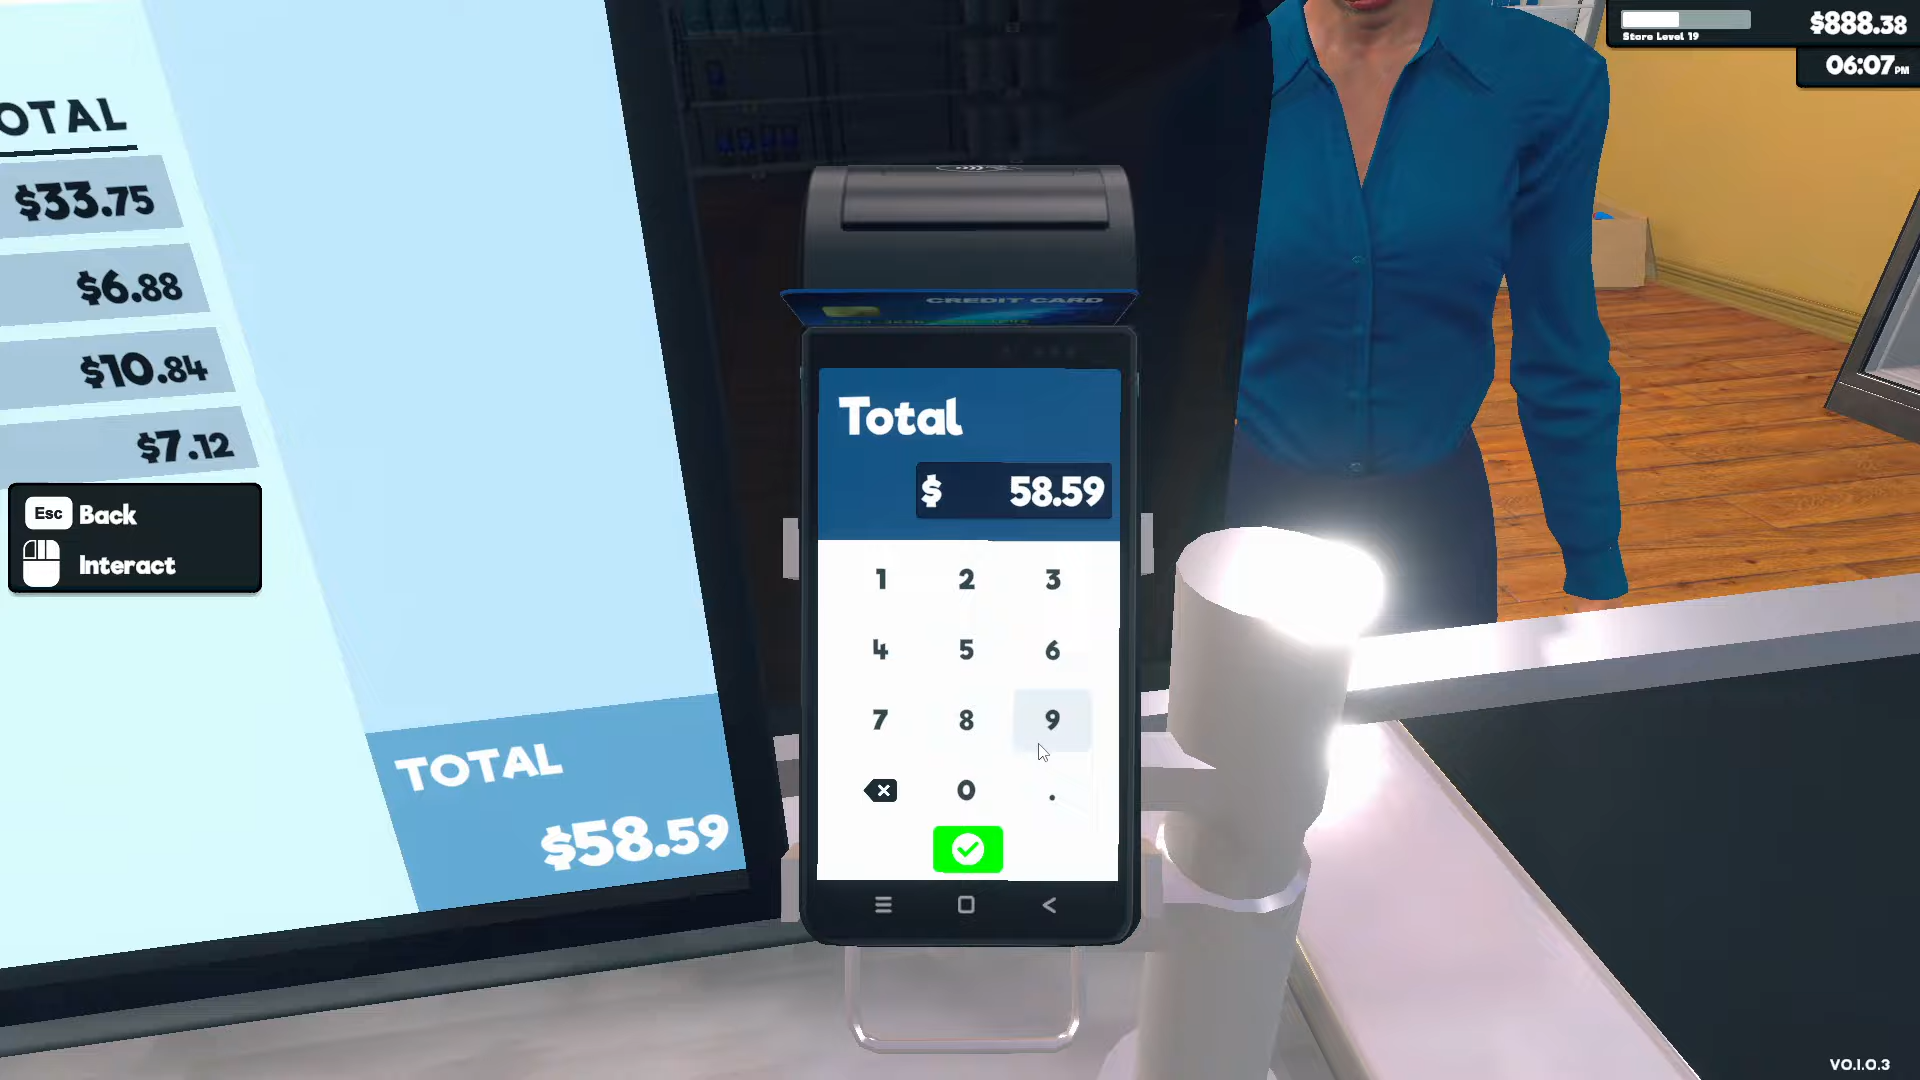 $888.38
Store Level 19
06:07PM
OTAL
$33.75
$6.88
$10.84
$7.12
Esc Back
Interact
TOTAL
$58.59
CREDIT CARD
Total
$ 58.59
1 2 3
4 5 6
7 8 9
0 .
V0.1.0.3